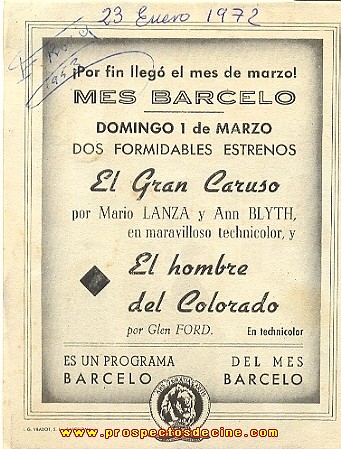 23 Enero 1972
¡Por fin llegó el mes de marzo!
MES BARCELO
DOMINGO 1 de MARZO
DOS FORMIDABLES ESTRENOS
El Gran Caruso
por Mario LANZA y Ann BLYTH,
en maravilloso technicolor, y
El hombre
del Colorado
por Glen FORD. En technicolor
ES UN PROGRAMA DEL MES
BARCELO BARCELO
www.prospectosdecine.com